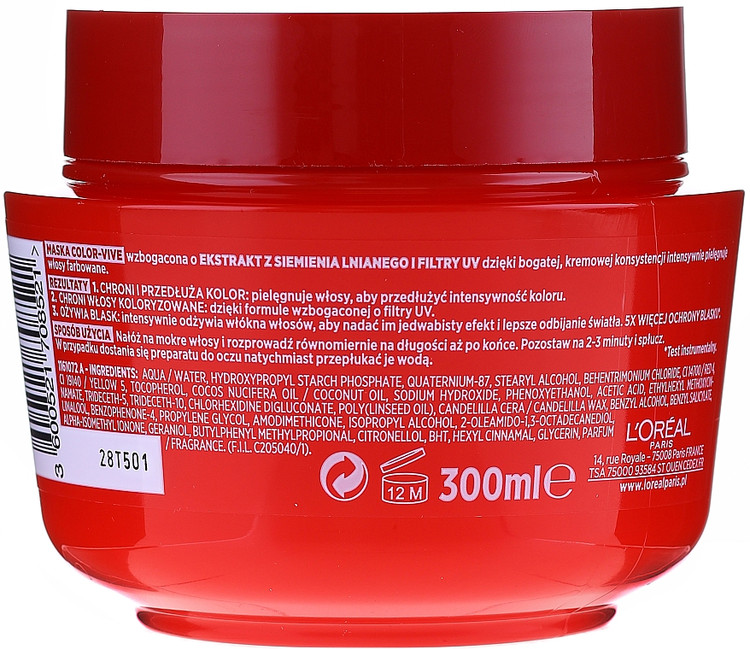 MASKA COLOR-VIVE wzbogacona o EKSTRAKT Z SIEMIENIA LNIANEGO I FILTRY UV dzięki bogatej, kremowej konsystencji intensywnie pielęgnuje
włosy farbowane.
REZULTATY 1. CHRONI I PRZEDŁUŻA KOLOR: pielęgnuje włosy, aby przedłużyć intensywność koloru.
2. CHRONI WŁOSY KOLORYZOWANE: dzięki formule wzbogaconej o filtry UV.
3. OŻYWIA BLASK: intensywnie odżywia włókna włosów, aby nadać im jedwabisty efekt i lepsze odbijanie światła. 5X WIĘCEJ OCHRONY BLASKU*.
SPOSÓB UŻYCIA Nałóż na mokre włosy i rozprowadź równomiernie na długości aż po końce. Pozostaw na 2-3 minuty i spłucz.
W przypadku dostania się preparatu do oczu natychmiast przepłukać je wodą. *Test instrumentalny.
1161072 A - INGREDIENTS: AQUA / WATER, HYDROXYPROPYL STARCH PHOSPHATE, QUATERNIUM-87, STEARYL ALCOHOL, BEHENTRIMONIUM CHLORIDE, CI 14700 / RED 4,
CI 19140 / YELLOW 5, TOCOPHEROL, COCOS NUCIFERA OIL / COCONUT OIL, SODIUM HYDROXIDE, PHENOXYETHANOL, ACETIC ACID, ETHYLHEXYL METHOXYCIN-
NAMATE, TRIDECETH-5, TRIDECETH-10, CHLORHEXIDINE DIGLUCONATE, POLY(LINSEED OIL), CANDELILLA CERA / CANDELILLA WAX, BENZYL ALCOHOL, BENZYL SALICYLATE,
LINALOOL, BENZOPHENONE-4, PROPYLENE GLYCOL, AMODIMETHICONE, ISOPROPYL ALCOHOL, 2-OLEAMIDO-1,3-OCTADECANEDIOL,
ALPHA-ISOMETHYL IONONE, GERANIOL, BUTYLPHENYL METHYLPROPIONAL, CITRONELLOL, BHT, HEXYL CINNAMAL, GLYCERIN, PARFUM
/ FRAGRANCE. (F.I.L. C205040/1).
3 600521 708521 >
28T501
12 M
300ml e
L'ORÉAL
PARIS
14, rue Royale - 75008 Paris FRANCE
TSA 75000 93584 ST OUEN CEDEX FR
www.lorealparis.pl